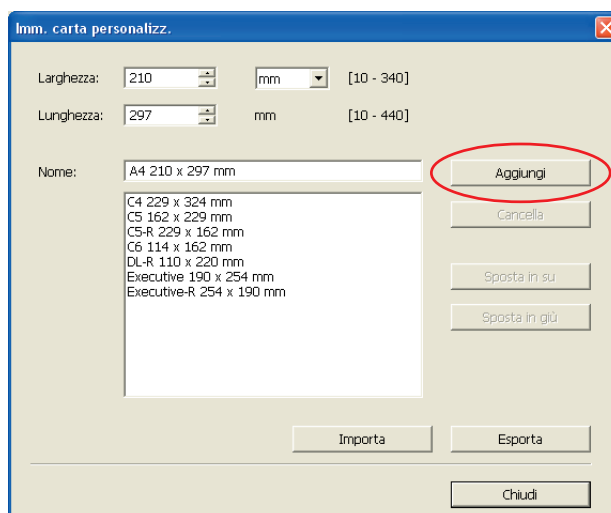 Imm. carta personalizz.
Larghezza: 210 mm [10 - 340]
Lunghezza: 297 mm [10 - 440]
Nome: A4 210 x 297 mm Aggiungi
C4 229 x 324 mm
C5 162 x 229 mm
C5-R 229 x 162 mm
C6 114 x 162 mm
DL-R 110 x 220 mm
Executive 190 x 254 mm
Executive-R 254 x 190 mm
Cancella
Sposta in su
Sposta in giù
Importa Esporta
Chiudi